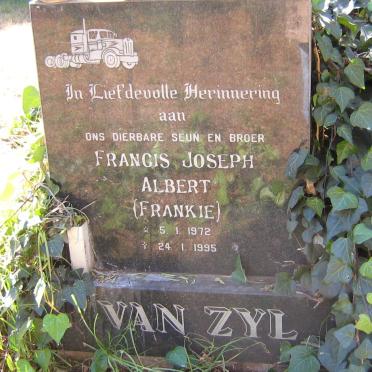 In Liefdevolle Herinnering
aan
ONS DIERBARE SEUN EN BROER
FRANCIS JOSEPH
ALBERT
(FRANKIE)
* 5.1.1972
✝ 24.1.1995
VAN ZYL